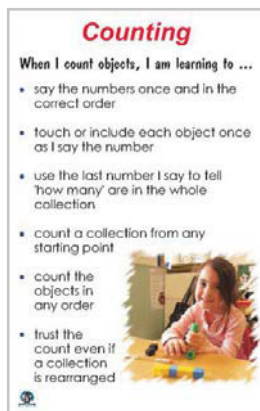 Counting
When I count objects, I am learning to ...
• say the numbers once and in the
correct order
• touch or include each object once
as I say the number
• use the last number I say to tell
'how many' are in the whole
collection
• count a collection from any
starting point
• count the
objects in
any order
• trust the
count even if
a collection
is rearranged